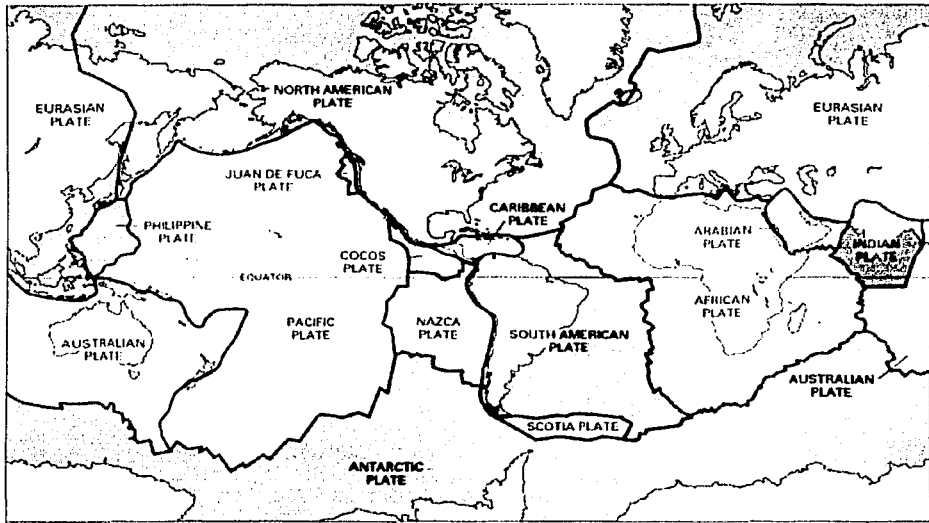 NORTH AMERICAN
PLATE
EURASIAN
PLATE
EURASIAN
PLATE
JUAN DE FUCA
PLATE
CARIBBEAN
PLATE
PHILIPPINE
PLATE
ARABIAN
PLATE
INDIAN
PLATE
COCOS
PLATE
EQUATOR
AFRICAN
PLATE
PACIFIC
PLATE
NAZCA
PLATE
SOUTH AMERICAN
PLATE
AUSTRALIAN
PLATE
AUSTRALIAN
PLATE
SCOTIA PLATE
ANTARCTIC
PLATE